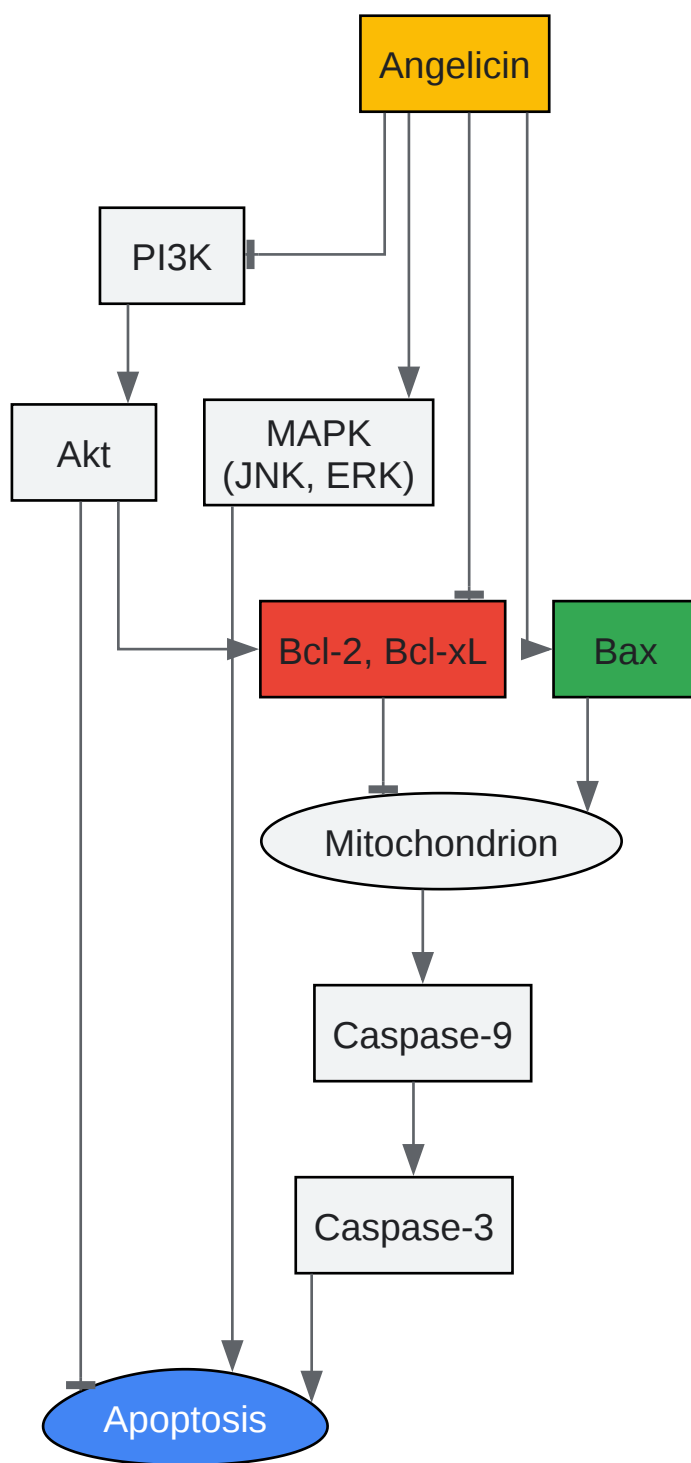 Angelicin
PI3K
Akt
MAPK
(JNK, ERK)
Bcl-2, Bcl-xL
Bax
Mitochondrion
Caspase-9
Caspase-3
Apoptosis